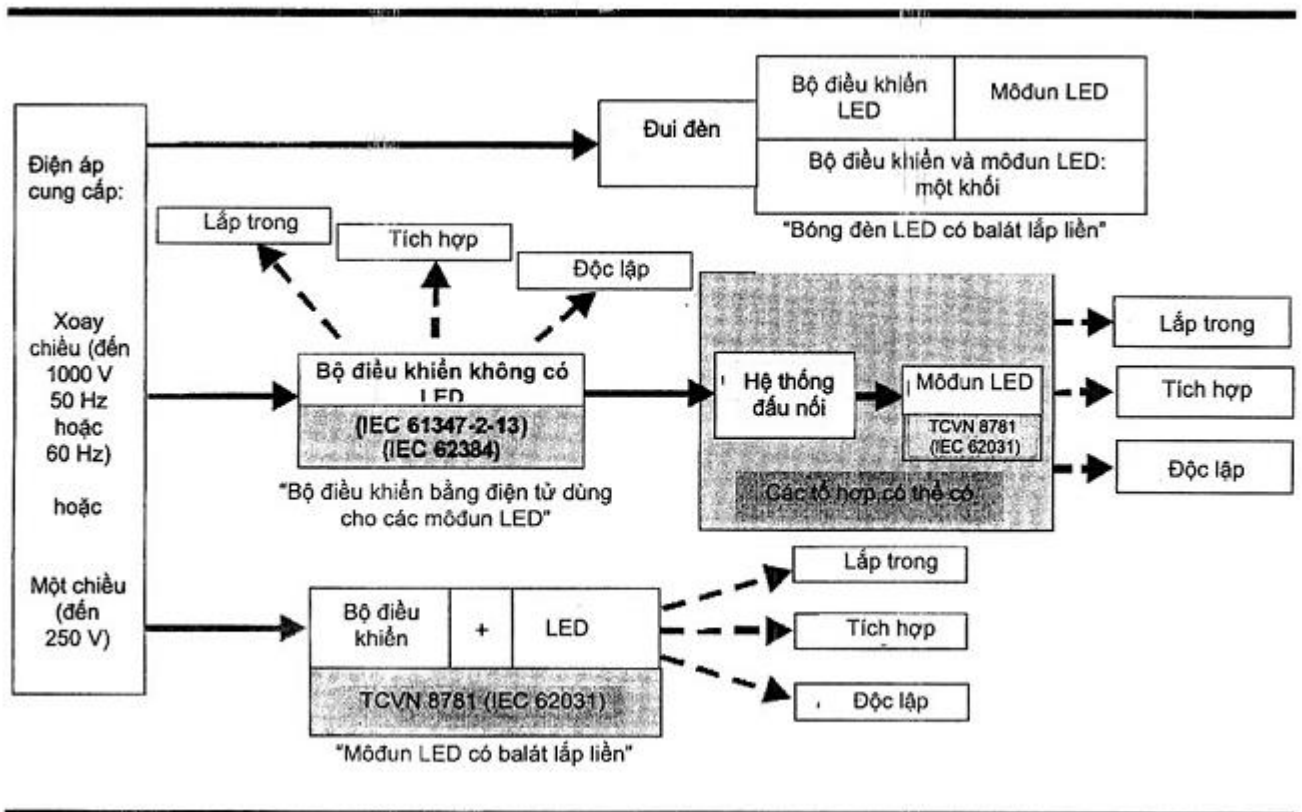 Điện áp
cung cấp:
Xoay
chiều (đến
1000 V
50 Hz
hoặc
60 Hz)
hoặc
Một chiều
(đến
250 V)
Đui đèn
Bộ điều khiển
LED
Môđun LED
Bộ điều khiển và môđun LED:
một khối
"Bóng đèn LED có balát lắp liền"
Lắp trong
Tích hợp
Độc lập
Bộ điều khiển không có
LED
(IEC 61347-2-13)
(IEC 62384)
"Bộ điều khiển bằng điện tử dùng
cho các môđun LED"
Hệ thống
đấu nối
Môđun LED
TCVN 8781
(IEC 62031)
Các tổ hợp có thể có
Lắp trong
Tích hợp
Độc lập
Bộ điều
khiển
+
LED
TCVN 8781 (IEC 62031)
"Môđun LED có balát lắp liền"
Lắp trong
Tích hợp
Độc lập